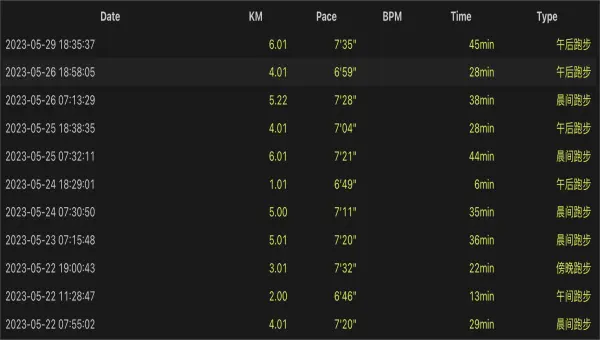 Date KM Pace BPM Time Type
2023-05-29 18:35:37 6.01 7'35" 45min 午后跑步
2023-05-26 18:58:05 4.01 6'59" 28min 午后跑步
2023-05-26 07:13:29 5.22 7'28" 38min 晨间跑步
2023-05-25 18:38:35 4.01 7'04" 28min 午后跑步
2023-05-25 07:32:11 6.01 7'21" 44min 晨间跑步
2023-05-24 18:29:01 1.01 6'49" 6min 午后跑步
2023-05-24 07:30:50 5.00 7'11" 35min 晨间跑步
2023-05-23 07:15:48 5.01 7'20" 36min 晨间跑步
2023-05-22 19:00:43 3.01 7'32" 22min 傍晚跑步
2023-05-22 11:28:47 2.00 6'46" 13min 午间跑步
2023-05-22 07:55:02 4.01 7'20" 29min 晨间跑步